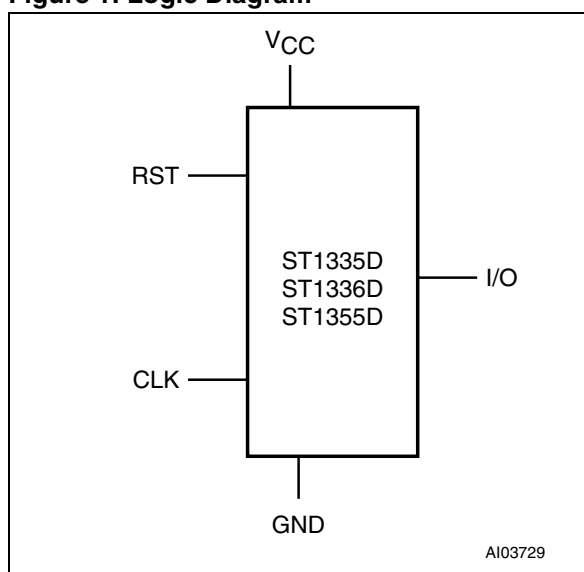 Figure 1. Logic Diagram
VCC
RST
ST1335D
ST1336D
ST1355D
I/O
CLK
GND
AI03729